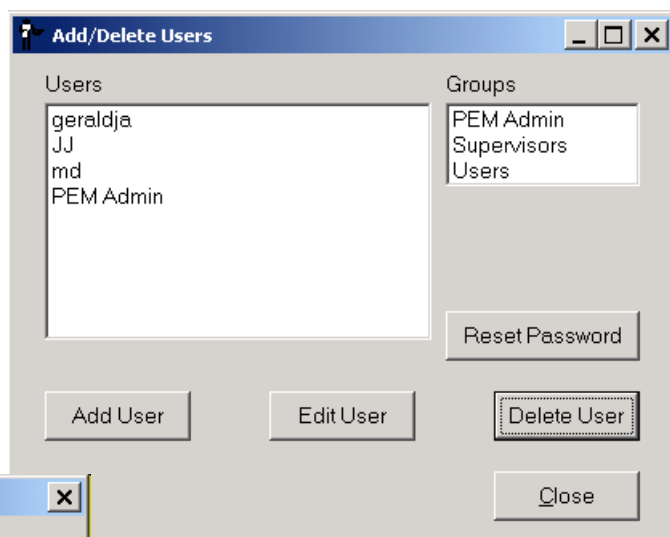 Add/Delete Users
Users
Groups
geraldja
JJ
md
PEM Admin
PEM Admin
Supervisors
Users
Reset Password
Add User
Edit User
Delete User
Close